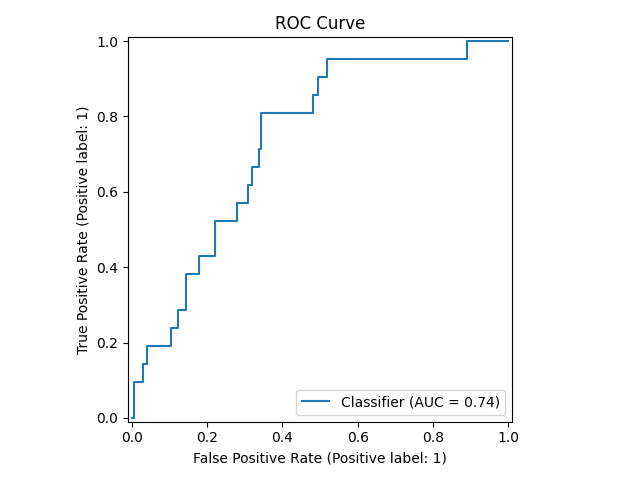 ROC Curve
True Positive Rate (Positive label: 1)
1.0
0.8
0.6
0.4
0.2
0.0
Classifier (AUC = 0.74)
0.0 0.2 0.4 0.6 0.8 1.0
False Positive Rate (Positive label: 1)